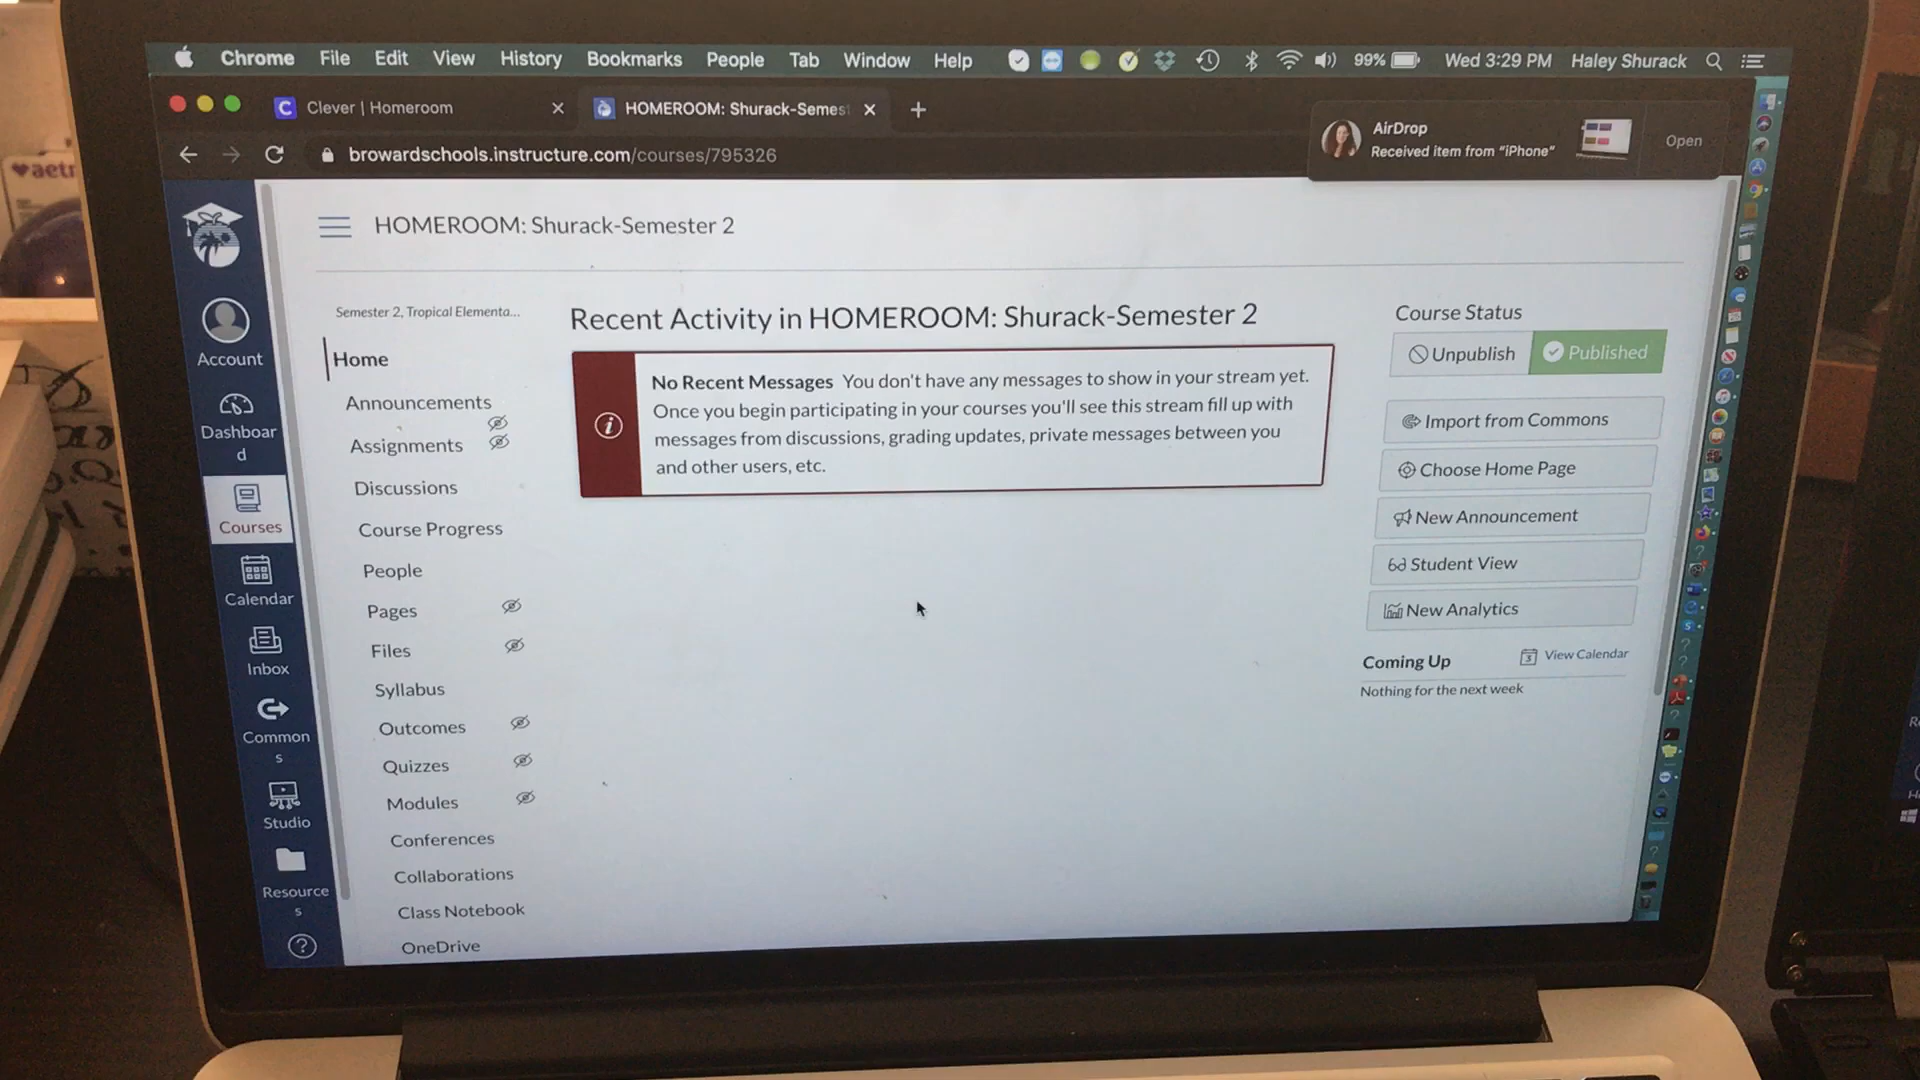 Chrome File Edit View History Bookmarks People Tab Window Help 99% Wed 3:29 PM Haley Shurack
C Clever | Homeroom
HOMEROOM: Shurack-Semes
browardschools.instructure.com/courses/795326
AirDrop
Received item from "iPhone"
Open
aetn
HOMEROOM: Shurack-Semester 2
Account
Dashboar
d
Courses
Calendar
Inbox
Common
s
Studio
Resource
s
Semester 2, Tropical Elementa...
Home
Announcements
Assignments
Discussions
Course Progress
People
Pages
Files
Syllabus
Outcomes
Quizzes
Modules
Conferences
Collaborations
Class Notebook
OneDrive
Recent Activity in HOMEROOM: Shurack-Semester 2
No Recent Messages You don't have any messages to show in your stream yet.
Once you begin participating in your courses you'll see this stream fill up with
messages from discussions, grading updates, private messages between you
and other users, etc.
Course Status
Unpublish
Published
Import from Commons
Choose Home Page
New Announcement
Student View
New Analytics
Coming Up
View Calendar
Nothing for the next week